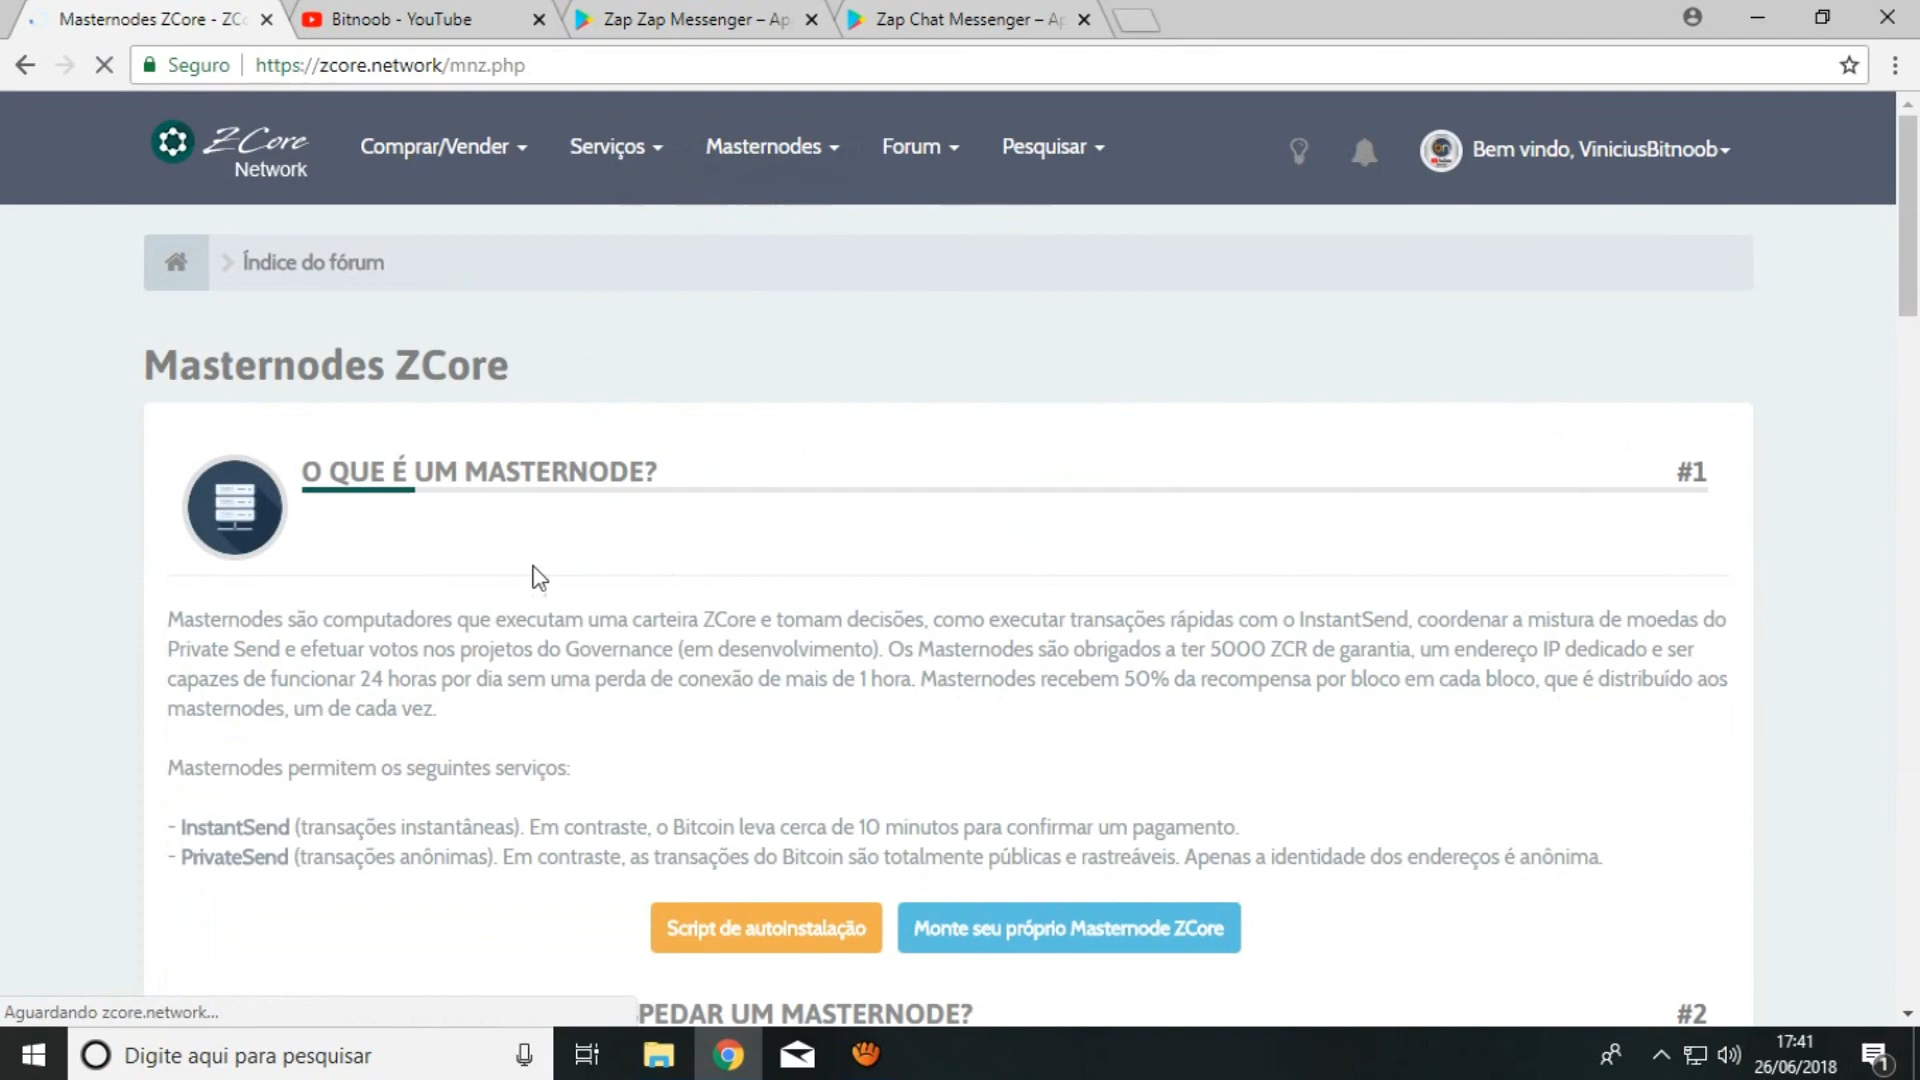 Masternodes ZCore - ZCo
Bitnoob - YouTube
Zap Zap Messenger – Ap
Zap Chat Messenger – Ap
Seguro
https://zcore.network/mnz.php
ZCore
Network
Comprar/Vender
Serviços
Masternodes
Forum
Pesquisar
Bem vindo, ViniciusBitnoob
Índice do fórum
Masternodes ZCore
O QUE É UM MASTERNODE?
#1
Masternodes são computadores que executam uma carteira ZCore e tomam decisões, como executar transações rápidas com o InstantSend, coordenar a mistura de moedas do
Private Send e efetuar votos nos projetos do Governance (em desenvolvimento). Os Masternodes são obrigados a ter 5000 ZCR de garantia, um endereço IP dedicado e ser
capazes de funcionar 24 horas por dia sem uma perda de conexão de mais de 1 hora. Masternodes recebem 50% da recompensa por bloco em cada bloco, que é distribuído aos
masternodes, um de cada vez.
Masternodes permitem os seguintes serviços:
- InstantSend (transações instantâneas). Em contraste, o Bitcoin leva cerca de 10 minutos para confirmar um pagamento.
- PrivateSend (transações anônimas). Em contraste, as transações do Bitcoin são totalmente públicas e rastreáveis. Apenas a identidade dos endereços é anônima.
Script de autoinstalação
Monte seu próprio Masternode ZCore
PEDAR UM MASTERNODE?
#2
Aguardando zcore.network...
Digite aqui para pesquisar
17:41
26/06/2018
1